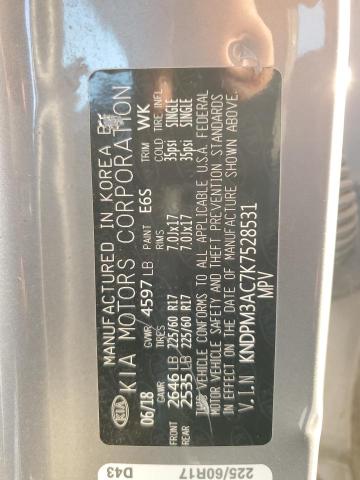 KIA
MANUFACTURED IN KOREA BY
KIA MOTORS CORPORATION
06/18 GVWR 4597 LB PAINT E6S TRIM WK
GAWR TIRES RIM COLD TIRE INFL
FRONT 2646 LB 225/60 R17 7.0Jx17 35psi SINGLE
REAR 2535 LB 225/60 R17 7.0Jx17 35psi SINGLE
THIS VEHICLE CONFORMS TO ALL APPLICABLE U.S.A. FEDERAL
MOTOR VEHICLE SAFETY AND THEFT PREVENTION STANDARDS
IN EFFECT ON THE DATE OF MANUFACTURE SHOWN ABOVE.
V.I.N KNDPM3AC7K7528531
MPV
D43
225/60R17